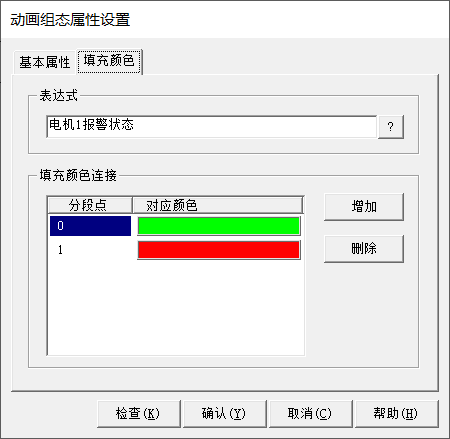 动画组态属性设置
基本属性 填充颜色
表达式
电机1报警状态 ?
填充颜色连接
分段点 对应颜色
0
1
增加
删除
检查(K) 确认(Y) 取消(C) 帮助(H)